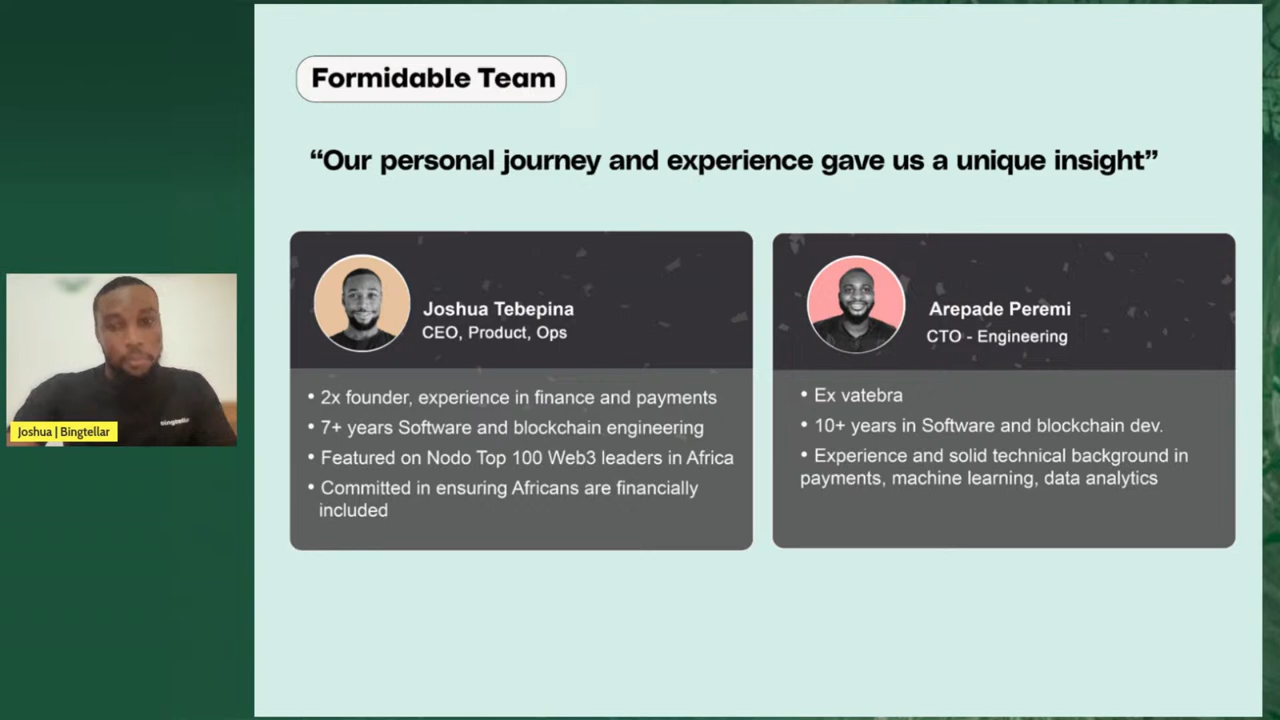 Formidable Team
“Our personal journey and experience gave us a unique insight”
Joshua Tebepina
CEO, Product, Ops
• 2x founder, experience in finance and payments
• 7+ years Software and blockchain engineering
• Featured on Nodo Top 100 Web3 leaders in Africa
• Committed in ensuring Africans are financially
included
Arepade Peremi
CTO - Engineering
• Ex vatebra
• 10+ years in Software and blockchain dev.
• Experience and solid technical background in
payments, machine learning, data analytics
bingtellar
Joshua | Bingtellar